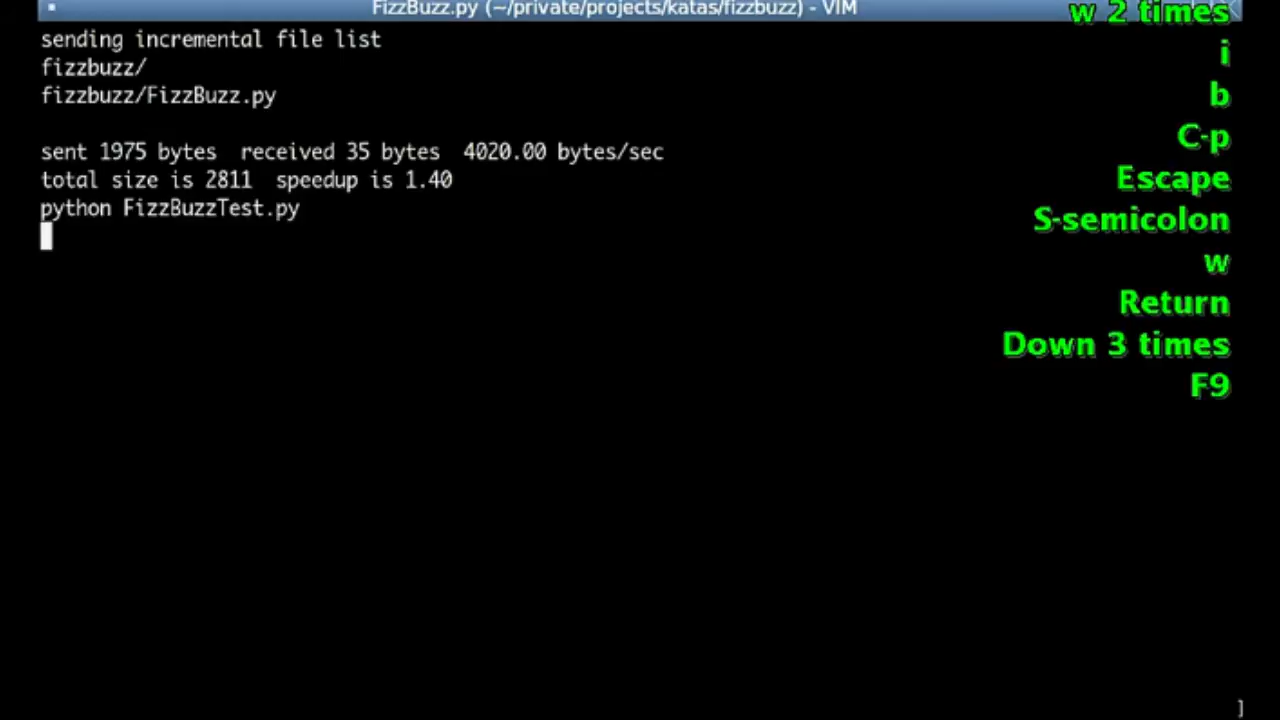 FizzBuzz.py (~/private/projects/katas/fizzbuzz) - VIM
sending incremental file list
fizzbuzz/
fizzbuzz/FizzBuzz.py
sent 1975 bytes  received 35 bytes  4020.00 bytes/sec
total size is 2811  speedup is 1.40
python FizzBuzzTest.py
w 2 times
i
b
C-p
Escape
S-semicolon
w
Return
Down 3 times
F9
]